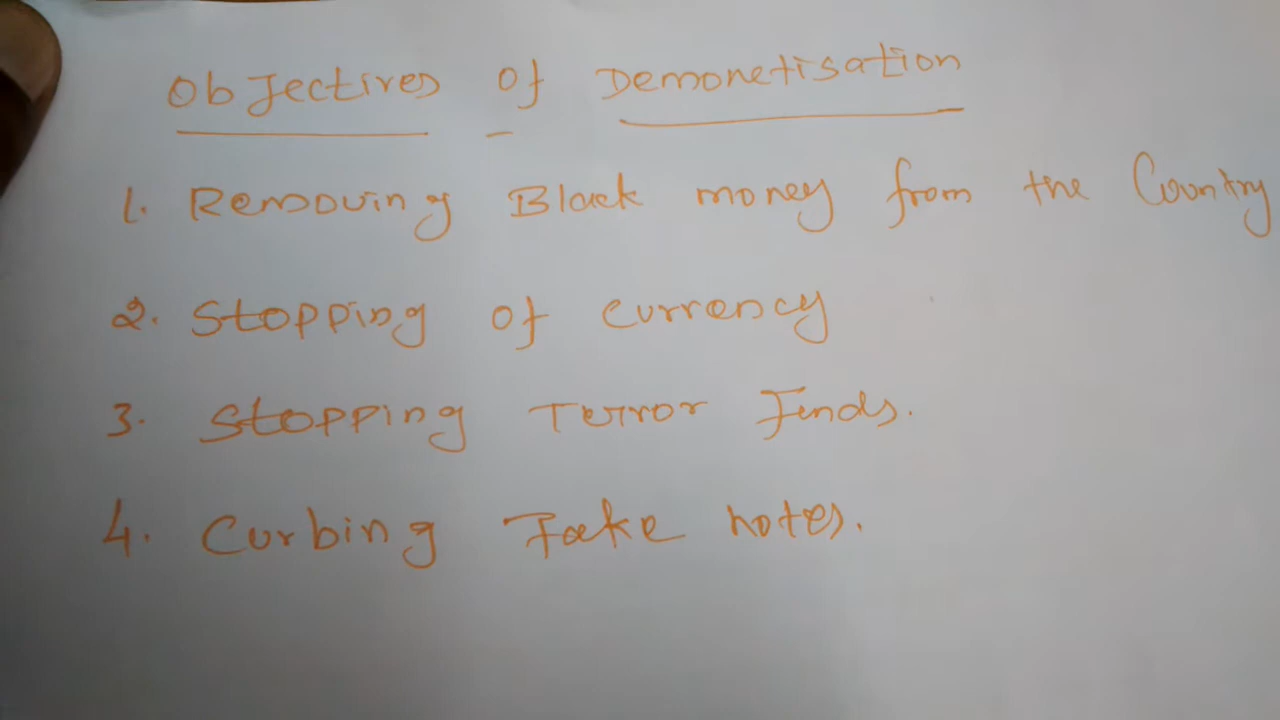 Objectives of Demonetisation
1. Removing Black money from the Country
2. Stopping of currency
3. Stopping Terror Funds.
4. Curbing Fake notes.